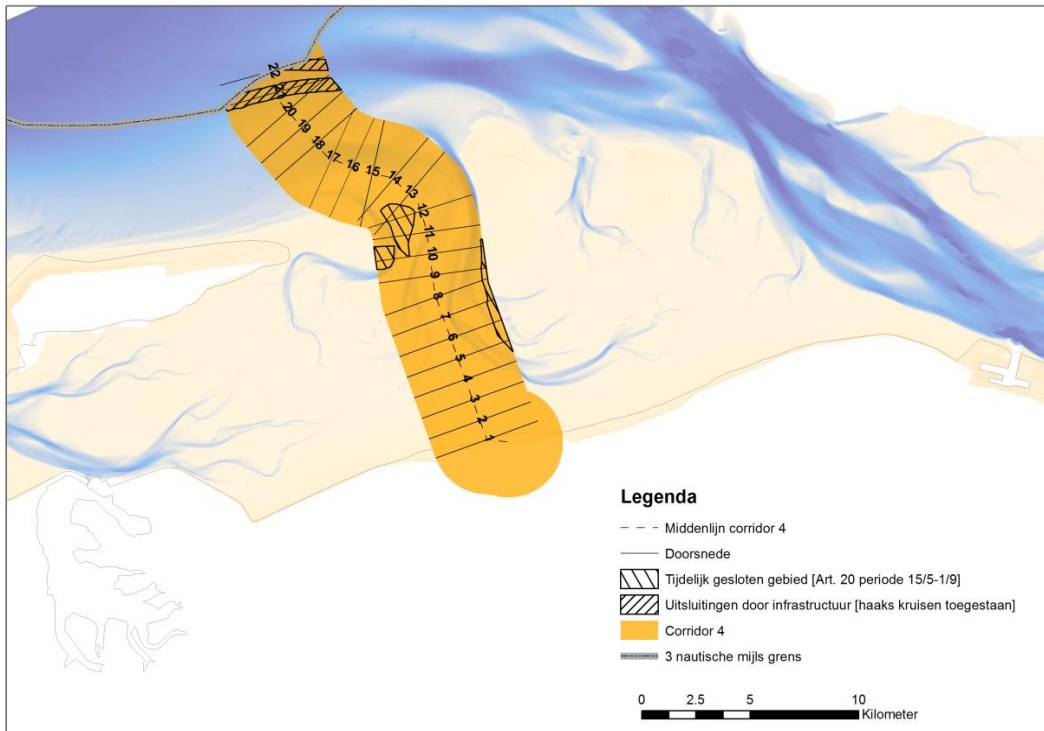 22
21
20
19
18
17
16
15
14
13
12
11
10
9
8
7
6
5
4
3
2
1
Legenda
Middenlijn corridor 4
Doorsnede
Tijdelijk gesloten gebied [Art. 20 periode 15/5-1/9]
Uitsluitingen door infrastructuur [haaks kruisen toegestaan]
Corridor 4
3 nautische mijls grens
0 2.5 5 10
Kilometer